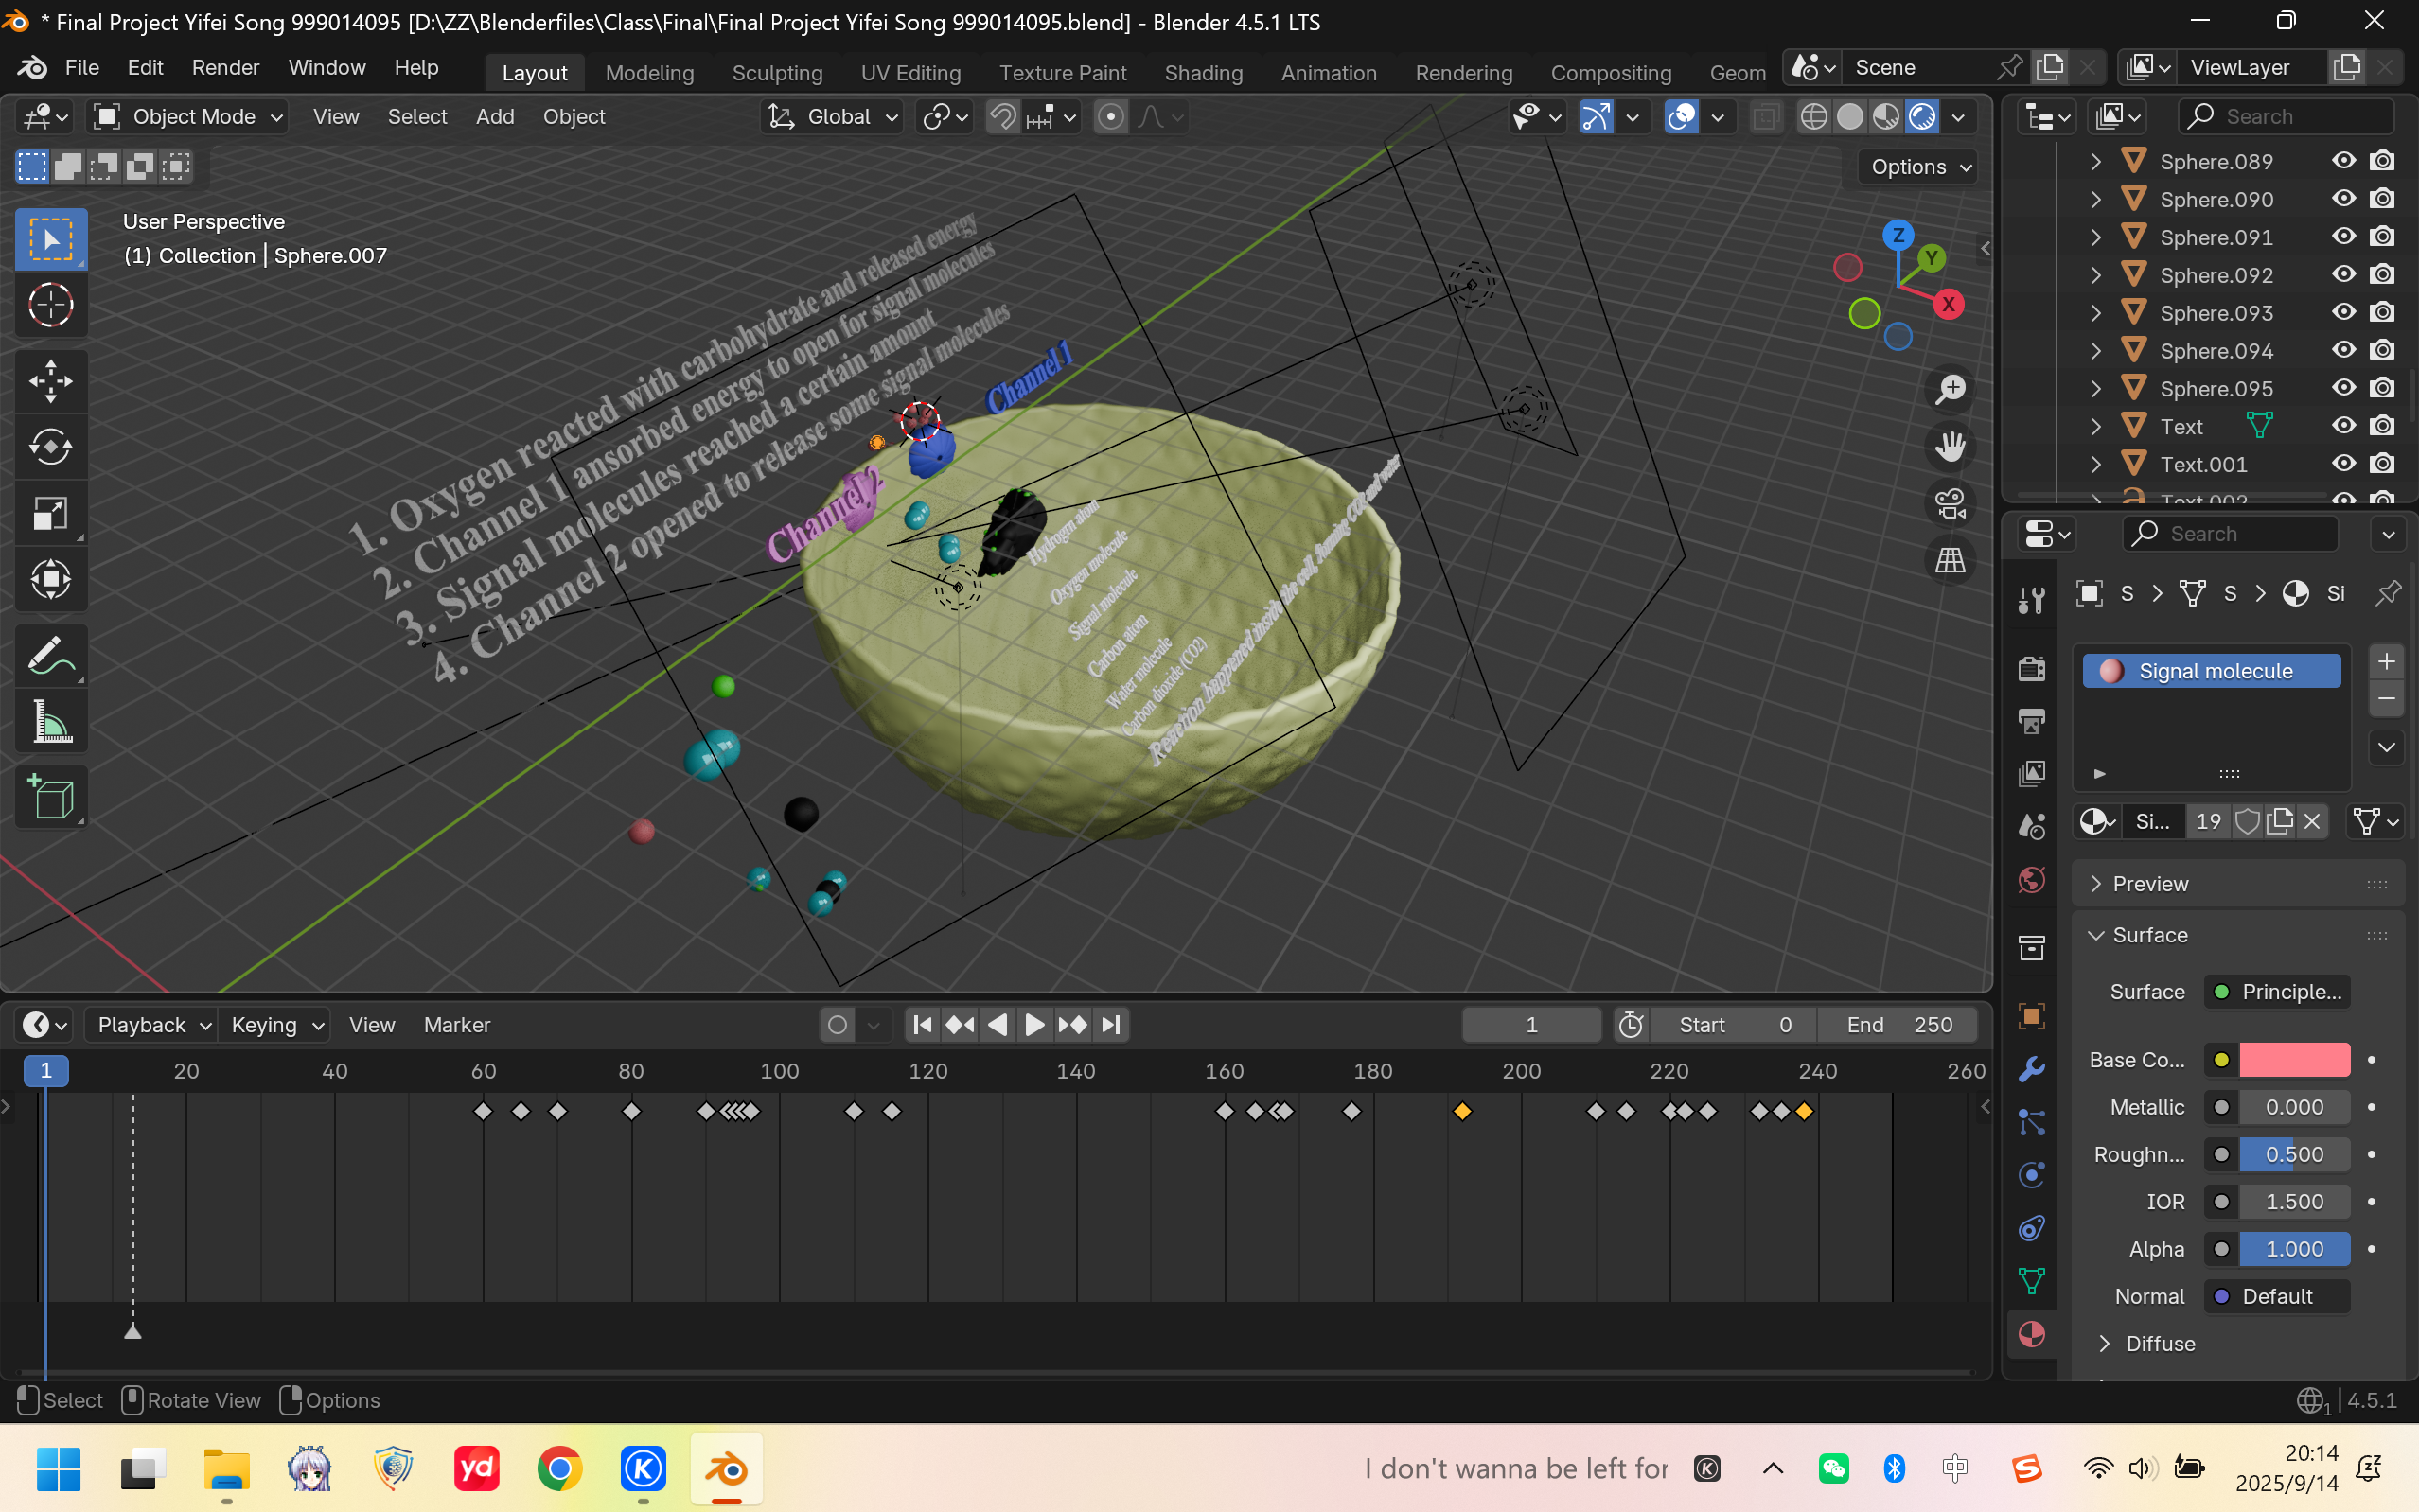 * Final Project Yifei Song 999014095 [D:\ZZ\Blenderfiles\Class\Final\Final Project Yifei Song 999014095.blend] - Blender 4.5.1 LTS
File Edit Render Window Help Layout Modeling Sculpting UV Editing Texture Paint Shading Animation Rendering Compositing Geom Scene ViewLayer
Object Mode View Select Add Object Global Search
Options
User Perspective
(1) Collection | Sphere.007
Z
Y
X
1. Oxygen reacted with carbohydrate and released energy
2. Channel 1 ansorbed energy to open for signal molecules
3. Signal molecules reached a certain amount
4. Channel 2 opened to release some signal molecules
Channel 1
Channel 2
Hydrogen atom
Oxygen molecule
Signal molecule
Carbon atom
Water molecule
Carbon dioxide (CO2)
Reaction happened inside the cell, forming CO2 and water
Sphere.089
Sphere.090
Sphere.091
Sphere.092
Sphere.093
Sphere.094
Sphere.095
Text
Text.001
Text.002
Search
S > S > Si
Signal molecule
Si... 19
Preview
Surface
Surface Principle...
Base Co...
Metallic 0.000
Roughn... 0.500
IOR 1.500
Alpha 1.000
Normal Default
Diffuse
Playback Keying View Marker 1 Start 0 End 250
1 20 40 60 80 100 120 140 160 180 200 220 240 260
Select Rotate View Options 1 | 4.5.1
yd K I don't wanna be left for K 中 S 20:14
2025/9/14